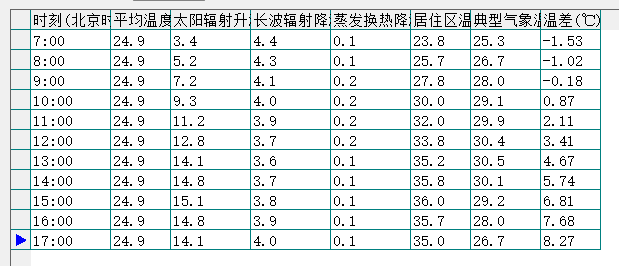 时刻(北京时 平均温度 太阳辐射升 长波辐射降 蒸发换热降 居住区温 典型气象温 温差(℃)
7:00 24.9 3.4 4.4 0.1 23.8 25.3 -1.53
8:00 24.9 5.2 4.3 0.1 25.7 26.7 -1.02
9:00 24.9 7.2 4.1 0.2 27.8 28.0 -0.18
10:00 24.9 9.3 4.0 0.2 30.0 29.1 0.87
11:00 24.9 11.2 3.9 0.2 32.0 29.9 2.11
12:00 24.9 12.8 3.7 0.2 33.8 30.4 3.41
13:00 24.9 14.1 3.6 0.1 35.2 30.5 4.67
14:00 24.9 14.8 3.7 0.1 35.8 30.1 5.74
15:00 24.9 15.1 3.8 0.1 36.0 29.2 6.81
16:00 24.9 14.8 3.9 0.1 35.7 28.0 7.68
17:00 24.9 14.1 4.0 0.1 35.0 26.7 8.27